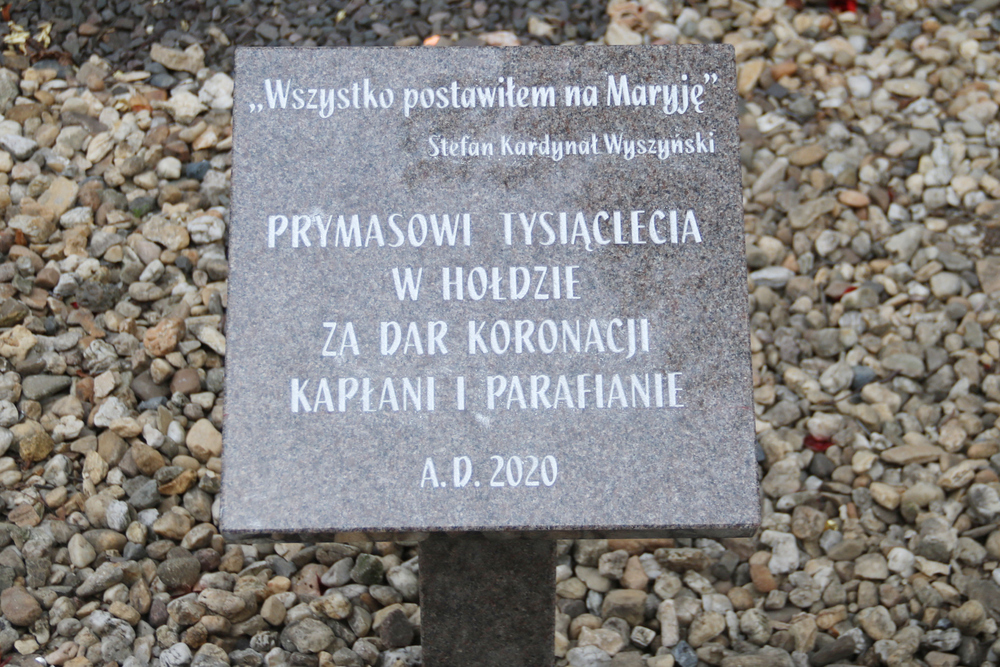 „Wszystko postawiłem na Maryję”
Stefan Kardynał Wyszyński
PRYMASOWI TYSIĄCLECIA
W HOŁDZIE
ZA DAR KORONACJI
KAPŁANI I PARAFIANIE
A.D. 2020